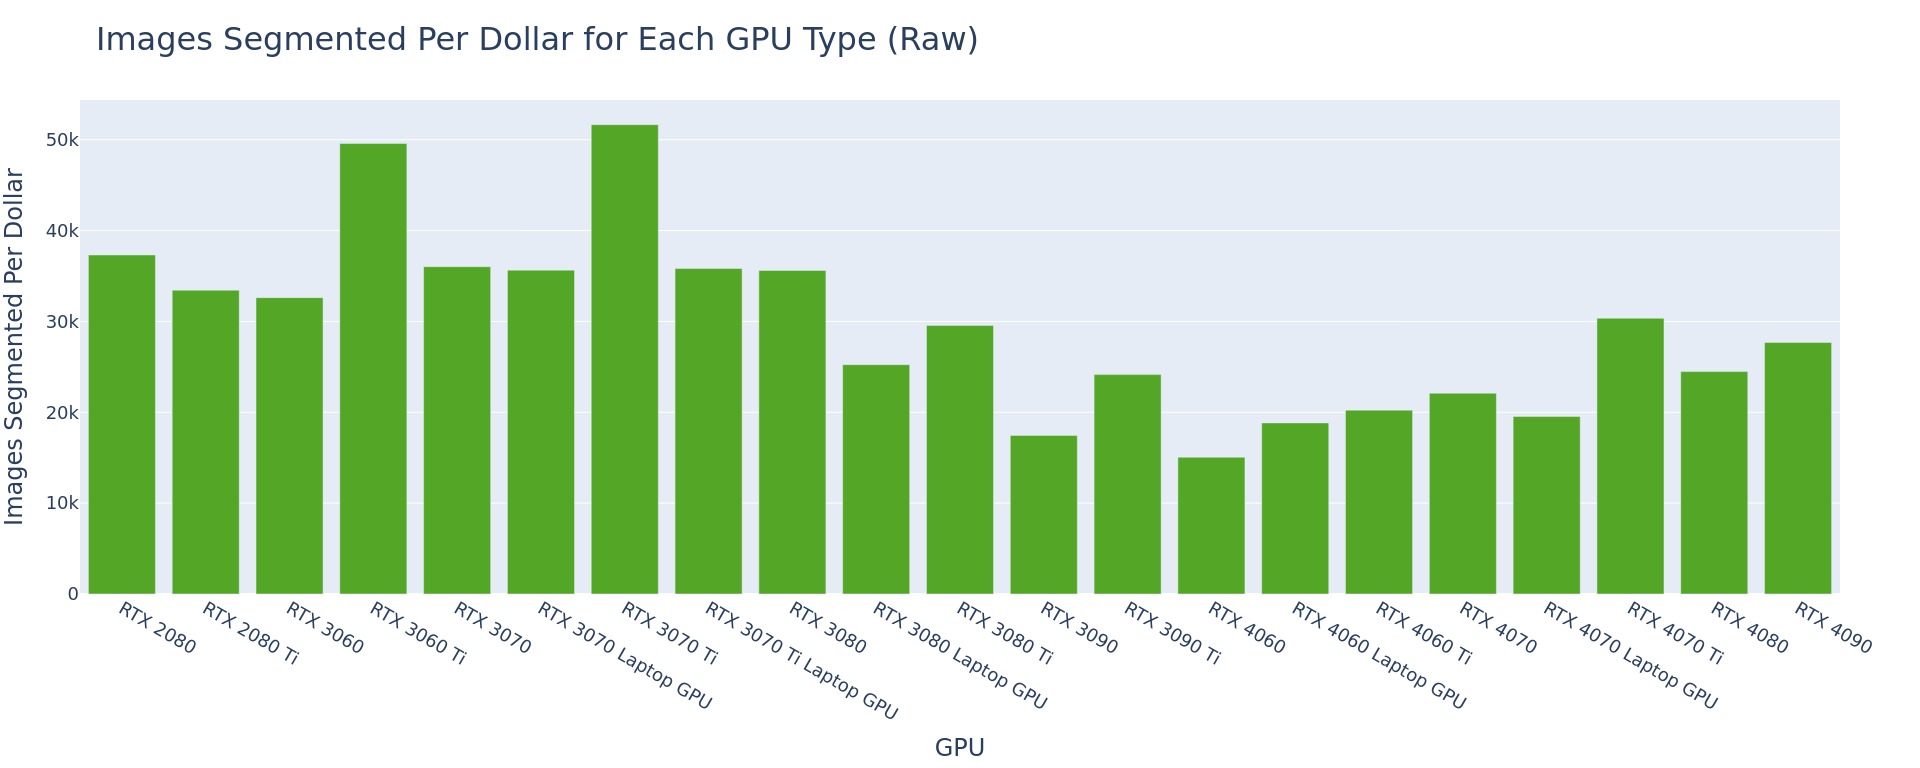 Images Segmented Per Dollar for Each GPU Type (Raw)
Images Segmented Per Dollar
50k
40k
30k
20k
10k
0
RTX 2080
RTX 2080 Ti
RTX 3060
RTX 3060 Ti
RTX 3070
RTX 3070 Laptop GPU
RTX 3070 Ti
RTX 3070 Ti Laptop GPU
RTX 3080
RTX 3080 Laptop GPU
RTX 3080 Ti
RTX 3090
RTX 3090 Ti
RTX 4060
RTX 4060 Laptop GPU
RTX 4060 Ti
RTX 4070
RTX 4070 Laptop GPU
RTX 4070 Ti
RTX 4080
RTX 4090
GPU